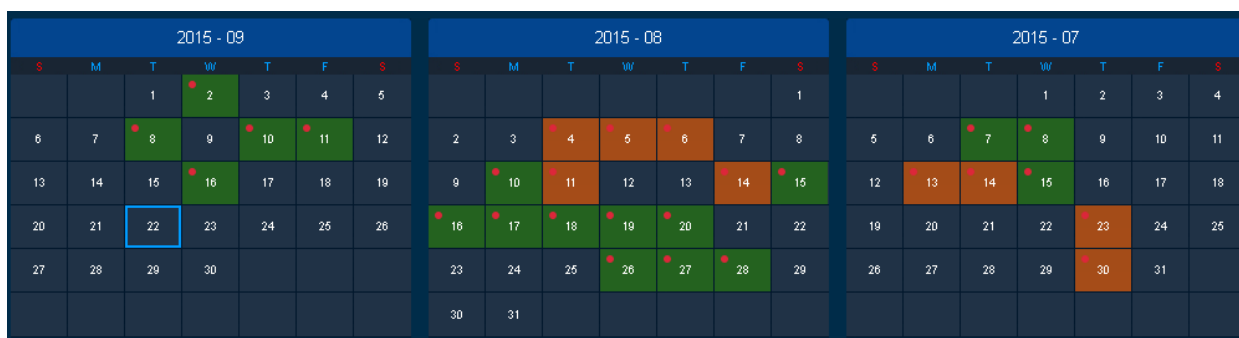 2015 - 09
S M T W T F S
1 2 3 4 5
6 7 8 9 10 11 12
13 14 15 16 17 18 19
20 21 22 23 24 25 26
27 28 29 30
2015 - 08
S M T W T F S
1
2 3 4 5 6 7 8
9 10 11 12 13 14 15
16 17 18 19 20 21 22
23 24 25 26 27 28 29
30 31
2015 - 07
S M T W T F S
1 2 3 4
5 6 7 8 9 10 11
12 13 14 15 16 17 18
19 20 21 22 23 24 25
26 27 28 29 30 31